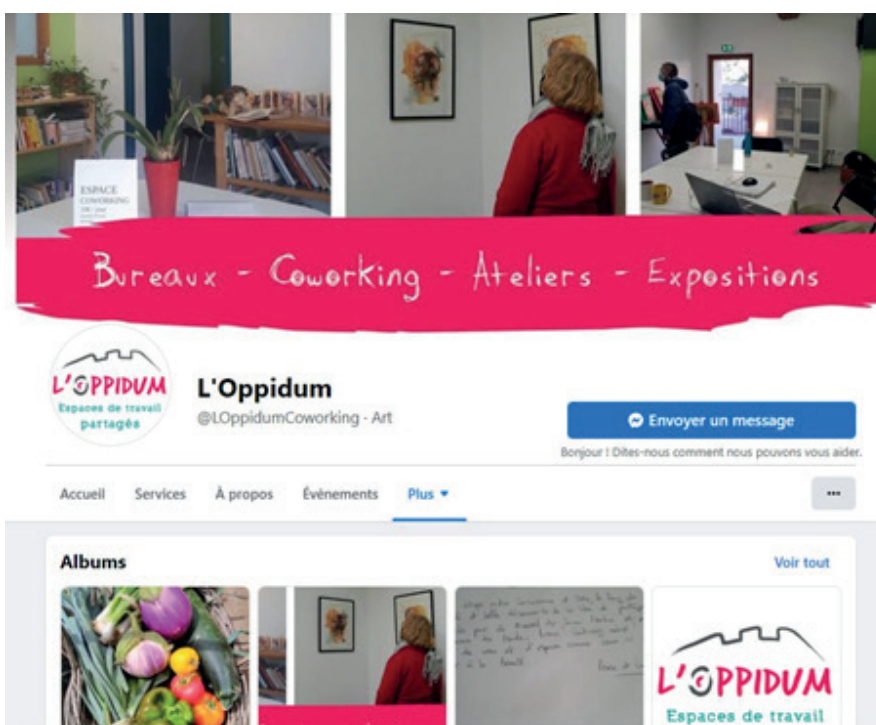 ESPACE
COWORKING
Bureaux - Coworking - Ateliers - Expositions
L'OPPIDUM
Espaces de travail
partagés
L'Oppidum
@LOppidumCoworking - Art
Envoyer un message
Bonjour ! Dites-nous comment nous pouvons vous aider.
Accueil Services À propos Évènements Plus
...
Albums
Voir tout
L'OPPIDUM
Espaces de travail